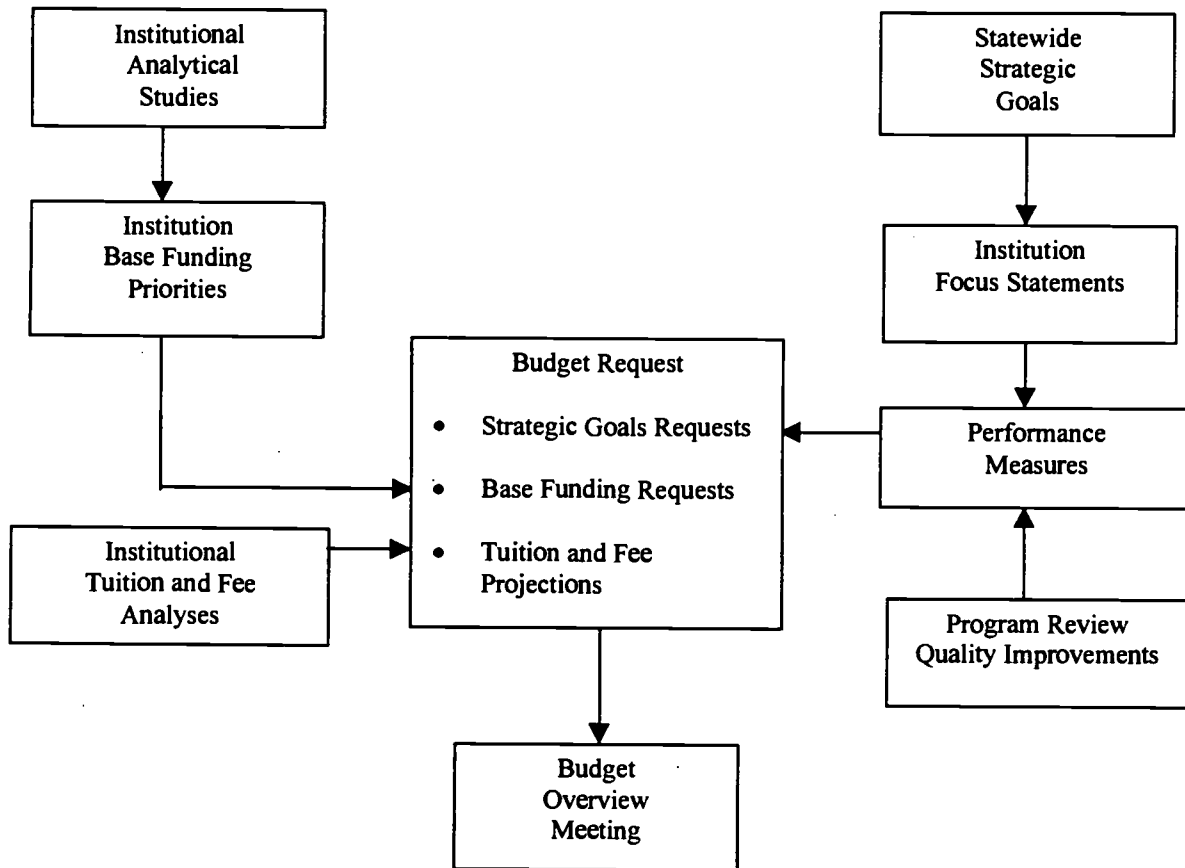 Institutional
Analytical
Studies
Statewide
Strategic
Goals
Institution
Base Funding
Priorities
Institution
Focus Statements
Budget Request
• Strategic Goals Requests
• Base Funding Requests
• Tuition and Fee
Projections
Performance
Measures
Institutional
Tuition and Fee
Analyses
Program Review
Quality Improvements
Budget
Overview
Meeting